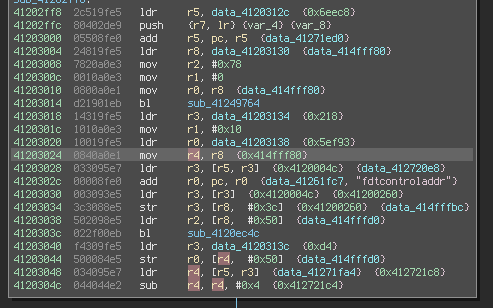 41202ff8 2c519fe5 ldr r5, data_4120312c {0x6eec8}
41202ffc 80402de9 push {r7, lr} {var_4} {var_8}
41203000 05508fe0 add r5, pc, r5 {data_41271ed0}
41203004 24819fe5 ldr r8, data_41203130 {data_414fff80}
41203008 7820a0e3 mov r2, #0x78
4120300c 0010a0e3 mov r1, #0
41203010 0800a0e1 mov r0, r8 {data_414fff80}
41203014 d21901eb bl sub_41249764
41203018 14319fe5 ldr r3, data_41203134 {0x218}
4120301c 1010a0e3 mov r1, #0x10
41203020 10019fe5 ldr r0, data_41203138 {0x5ef93}
41203024 0840a0e1 mov r4, r8 {0x414fff80}
41203028 033095e7 ldr r3, [r5, r3] {0x4120004c} {data_412720e8}
4120302c 00008fe0 add r0, pc, r0 {data_41261fc7, "fdtcontroladdr"}
41203030 003093e5 ldr r3, [r3] {0x4120004c} {0x41200260}
41203034 3c3088e5 str r3, [r8, #0x3c] {0x41200260} {data_414fffbc}
41203038 502098e5 ldr r2, [r8, #0x50] {data_414fffd0}
4120303c 022f00eb bl sub_4120ec4c
41203040 f4309fe5 ldr r3, data_4120313c {0xd4}
41203044 500084e5 str r0, [r4, #0x50] {data_414fffd0}
41203048 034095e7 ldr r4, [r5, r3] {data_41271fa4} {0x412721c8}
4120304c 044044e2 sub r4, r4, #0x4 {0x412721c4}